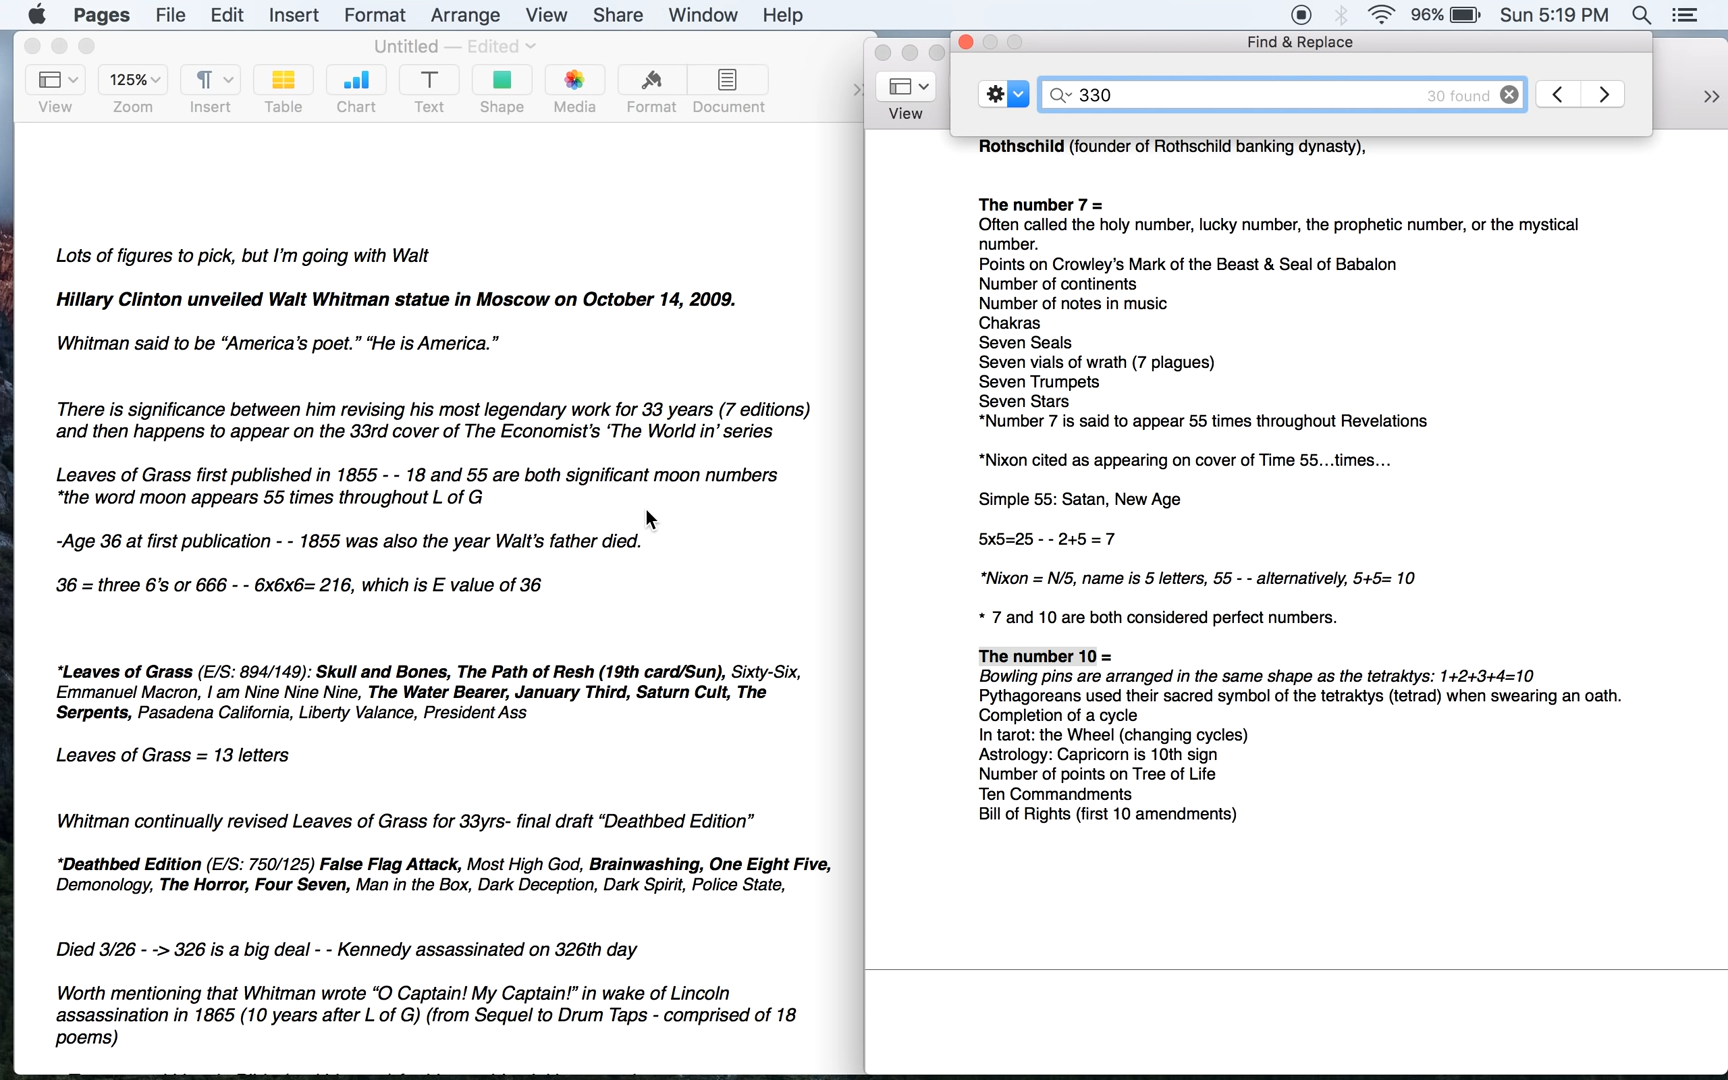 Pages File Edit Insert Format Arrange View Share Window Help 96% Sun 5:19 PM
Untitled — Edited
125%
View Zoom Insert Table Chart Text Shape Media Format Document
Lots of figures to pick, but I'm going with Walt
Hillary Clinton unveiled Walt Whitman statue in Moscow on October 14, 2009.
Whitman said to be “America's poet.” “He is America.”
There is significance between him revising his most legendary work for 33 years (7 editions)
and then happens to appear on the 33rd cover of The Economist's ‘The World in’ series
Leaves of Grass first published in 1855 - - 18 and 55 are both significant moon numbers
*the word moon appears 55 times throughout L of G
-Age 36 at first publication - - 1855 was also the year Walt's father died.
36 = three 6's or 666 - - 6x6x6= 216, which is E value of 36
*Leaves of Grass (E/S: 894/149): Skull and Bones, The Path of Resh (19th card/Sun), Sixty-Six,
Emmanuel Macron, I am Nine Nine Nine, The Water Bearer, January Third, Saturn Cult, The
Serpents, Pasadena California, Liberty Valance, President Ass
Leaves of Grass = 13 letters
Whitman continually revised Leaves of Grass for 33yrs- final draft “Deathbed Edition”
*Deathbed Edition (E/S: 750/125) False Flag Attack, Most High God, Brainwashing, One Eight Five,
Demonology, The Horror, Four Seven, Man in the Box, Dark Deception, Dark Spirit, Police State,
Died 3/26 - -> 326 is a big deal - - Kennedy assassinated on 326th day
Worth mentioning that Whitman wrote “O Captain! My Captain!” in wake of Lincoln
assassination in 1865 (10 years after L of G) (from Sequel to Drum Taps - comprised of 18
poems)
Find & Replace
330 30 found
View
Rothschild (founder of Rothschild banking dynasty),
The number 7 =
Often called the holy number, lucky number, the prophetic number, or the mystical
number.
Points on Crowley's Mark of the Beast & Seal of Babalon
Number of continents
Number of notes in music
Chakras
Seven Seals
Seven vials of wrath (7 plagues)
Seven Trumpets
Seven Stars
*Number 7 is said to appear 55 times throughout Revelations
*Nixon cited as appearing on cover of Time 55…times…
Simple 55: Satan, New Age
5x5=25 - - 2+5 = 7
*Nixon = N/5, name is 5 letters, 55 - - alternatively, 5+5= 10
* 7 and 10 are both considered perfect numbers.
The number 10 =
Bowling pins are arranged in the same shape as the tetraktys: 1+2+3+4=10
Pythagoreans used their sacred symbol of the tetraktys (tetrad) when swearing an oath.
Completion of a cycle
In tarot: the Wheel (changing cycles)
Astrology: Capricorn is 10th sign
Number of points on Tree of Life
Ten Commandments
Bill of Rights (first 10 amendments)